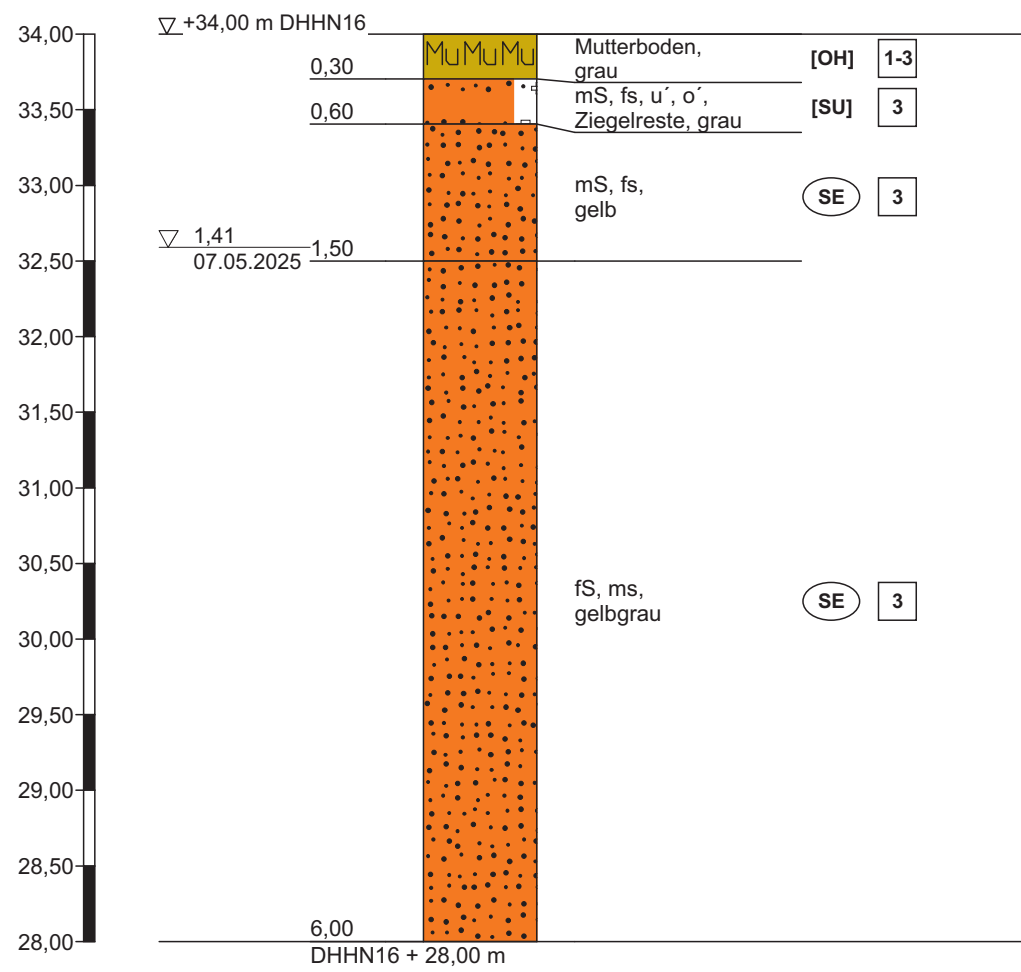 +34,00 m DHHN16
34,00
Mu Mu Mu
Mutterboden,
grau
[OH]
1-3
0,30
33,50
mS, fs, u´, o´,
Ziegelreste, grau
[SU]
3
0,60
33,00
mS, fs,
gelb
SE
3
1,41
07.05.2025
1,50
32,50
32,00
31,50
31,00
30,50
fS, ms,
gelbgrau
SE
3
30,00
29,50
29,00
28,50
6,00
28,00
DHHN16 + 28,00 m